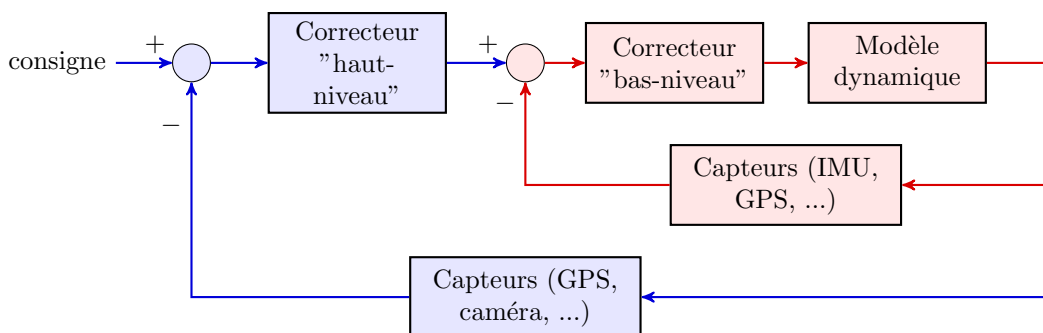 consigne
+
−
Correcteur
"haut-
niveau"
+
−
Correcteur
"bas-niveau"
Modèle
dynamique
Capteurs (IMU,
GPS, ...)
Capteurs (GPS,
caméra, ...)